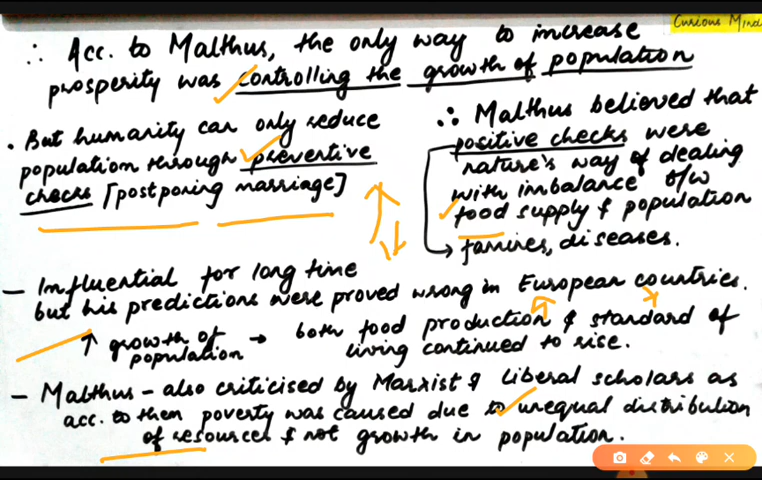 Curious Mind
∴ Acc. to Malthus, the only way to increase
prosperity was controlling the growth of population
• But humanity can only reduce
population through preventive
checks [postponing marriage]
∴ Malthus believed that
positive checks were
nature's way of dealing
with imbalance b/w
food supply & population
→ famines, diseases.
– Influential for long time
but his predictions were proved wrong in European countries.
↑ growth of
population → both food production & standard of
living continued to rise.
– Malthus – also criticised by Marxist & liberal scholars as
acc. to them poverty was caused due to unequal distribution
of resources & not growth in population.